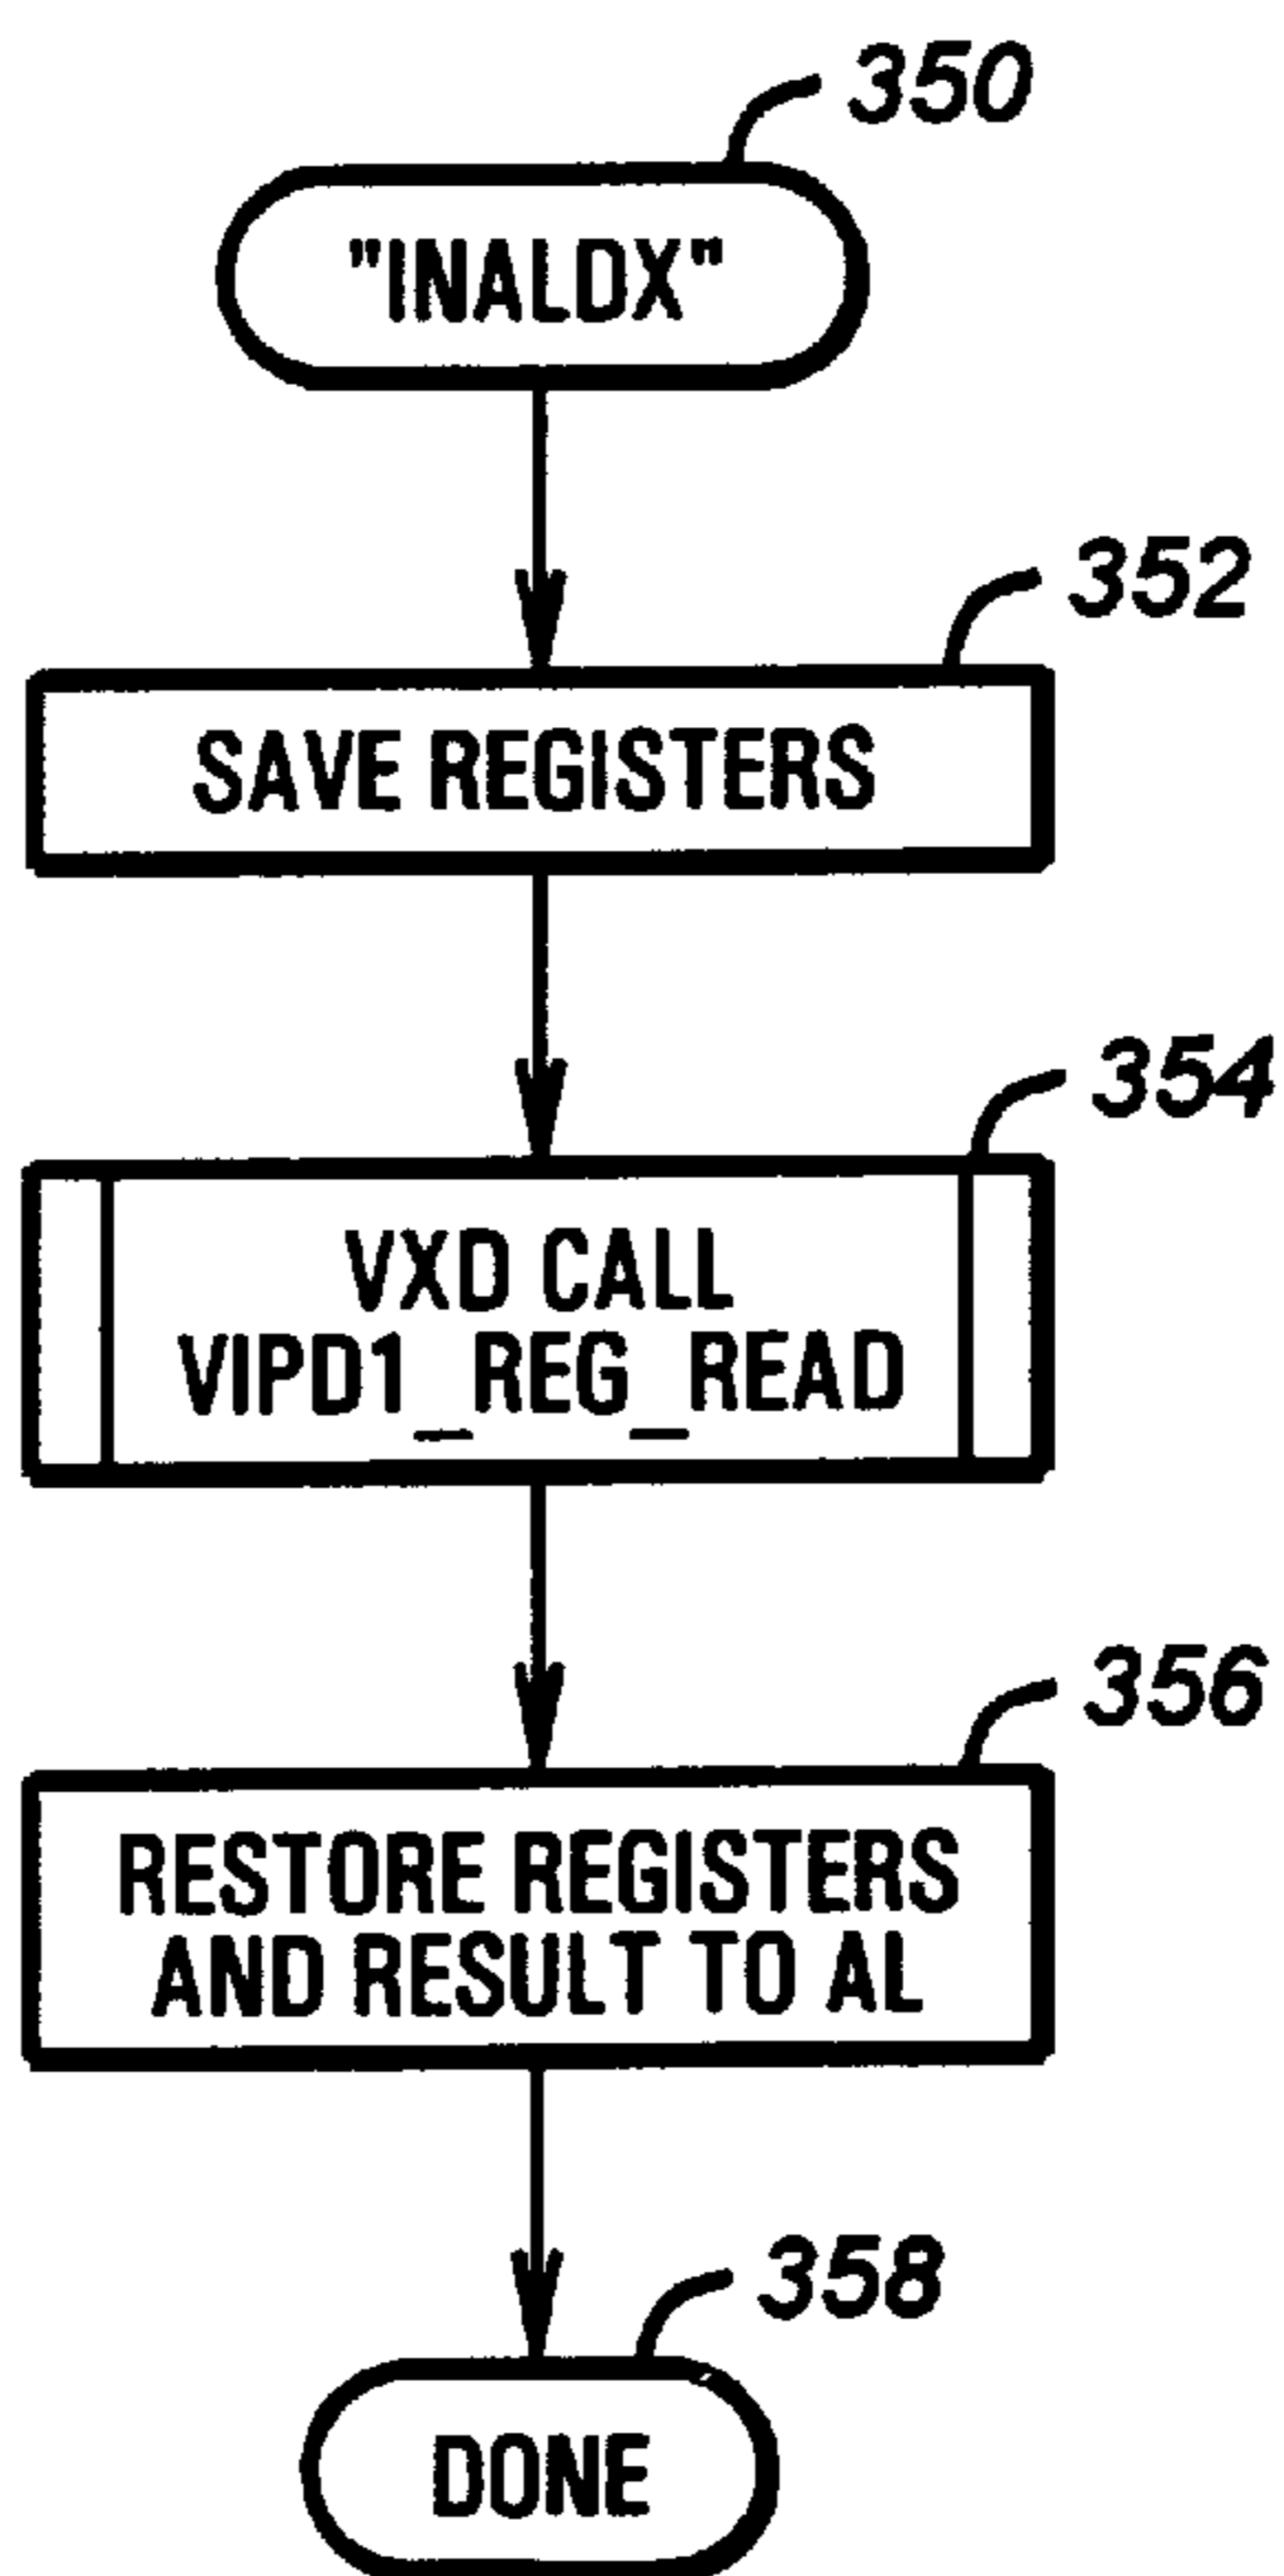 350
"INALDX"
352
SAVE REGISTERS
354
VXD CALL
VIPD1_REG_READ
356
RESTORE REGISTERS
AND RESULT TO AL
358
DONE